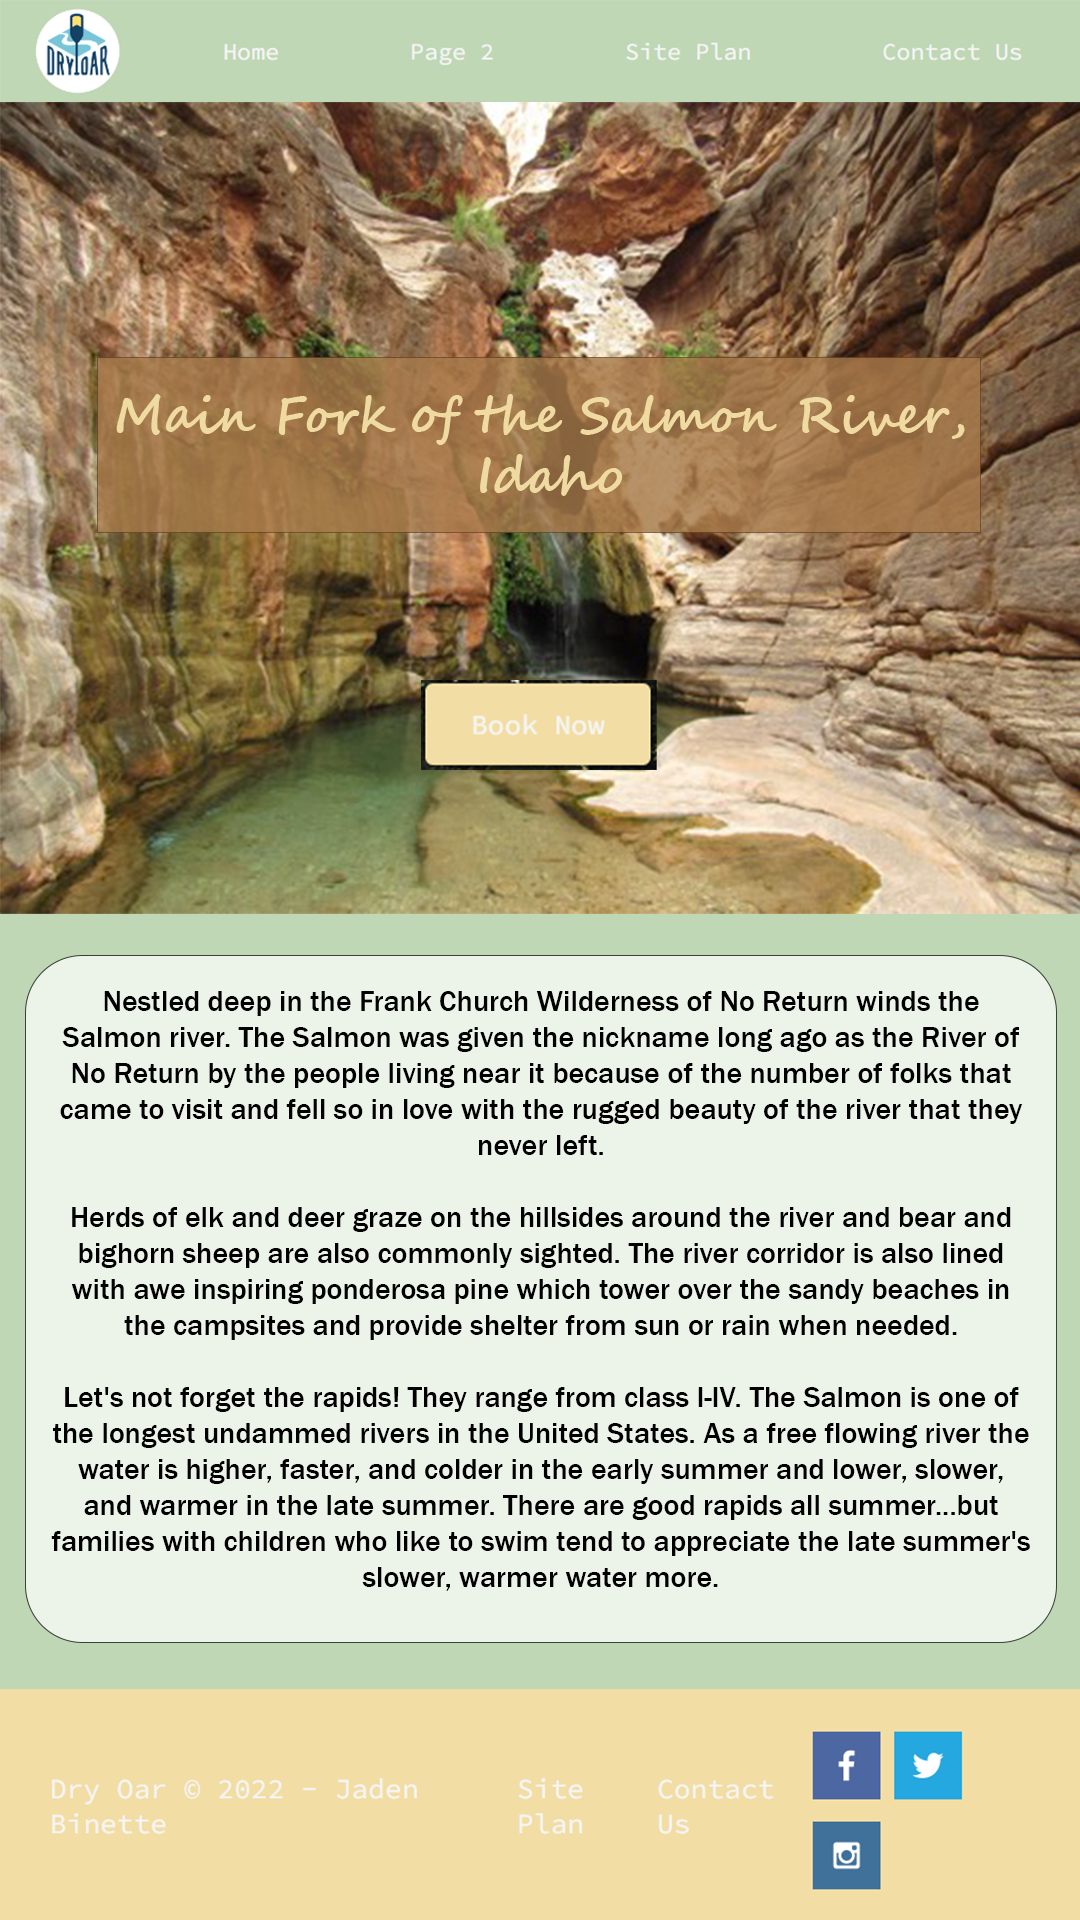 DRY OAR
Home
Page 2
Site Plan
Contact Us
Main Fork of the Salmon River,
Idaho
Book Now
Nestled deep in the Frank Church Wilderness of No Return winds the
Salmon river. The Salmon was given the nickname long ago as the River of
No Return by the people living near it because of the number of folks that
came to visit and fell so in love with the rugged beauty of the river that they
never left.
Herds of elk and deer graze on the hillsides around the river and bear and
bighorn sheep are also commonly sighted. The river corridor is also lined
with awe inspiring ponderosa pine which tower over the sandy beaches in
the campsites and provide shelter from sun or rain when needed.
Let's not forget the rapids! They range from class I-IV. The Salmon is one of
the longest undammed rivers in the United States. As a free flowing river the
water is higher, faster, and colder in the early summer and lower, slower,
and warmer in the late summer. There are good rapids all summer...but
families with children who like to swim tend to appreciate the late summer's
slower, warmer water more.
Dry Oar © 2022 - Jaden
Binette
Site
Plan
Contact
Us